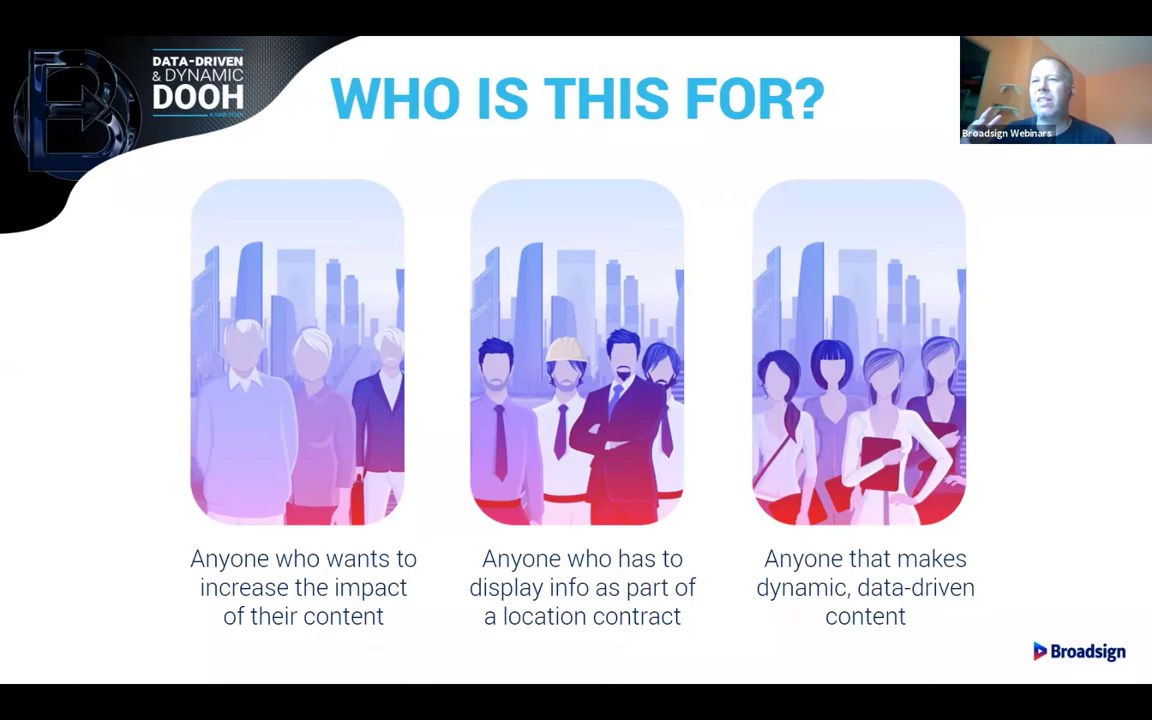 DATA-DRIVEN
& DYNAMIC
DOOH
WHO IS THIS FOR?
Broadsign Webinars
Anyone who wants to
increase the impact
of their content
Anyone who has to
display info as part of
a location contract
Anyone that makes
dynamic, data-driven
content
Broadsign